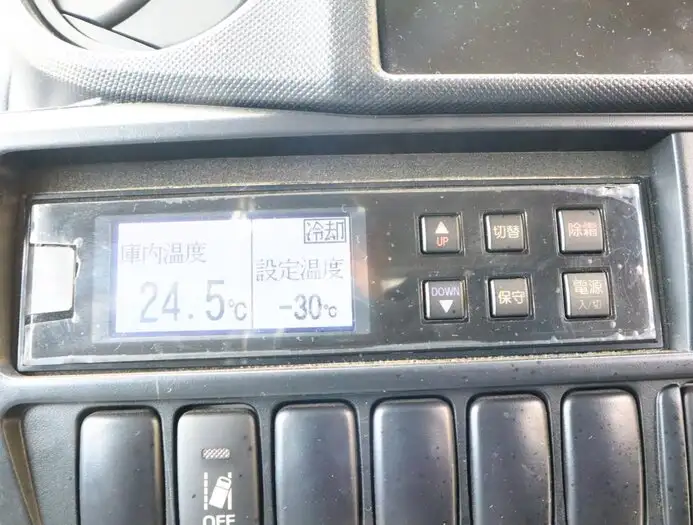 冷却
庫内温度
設定温度
24.5℃
-30℃
UP
切替
除霜
DOWN
保守
電源
入/切
OFF